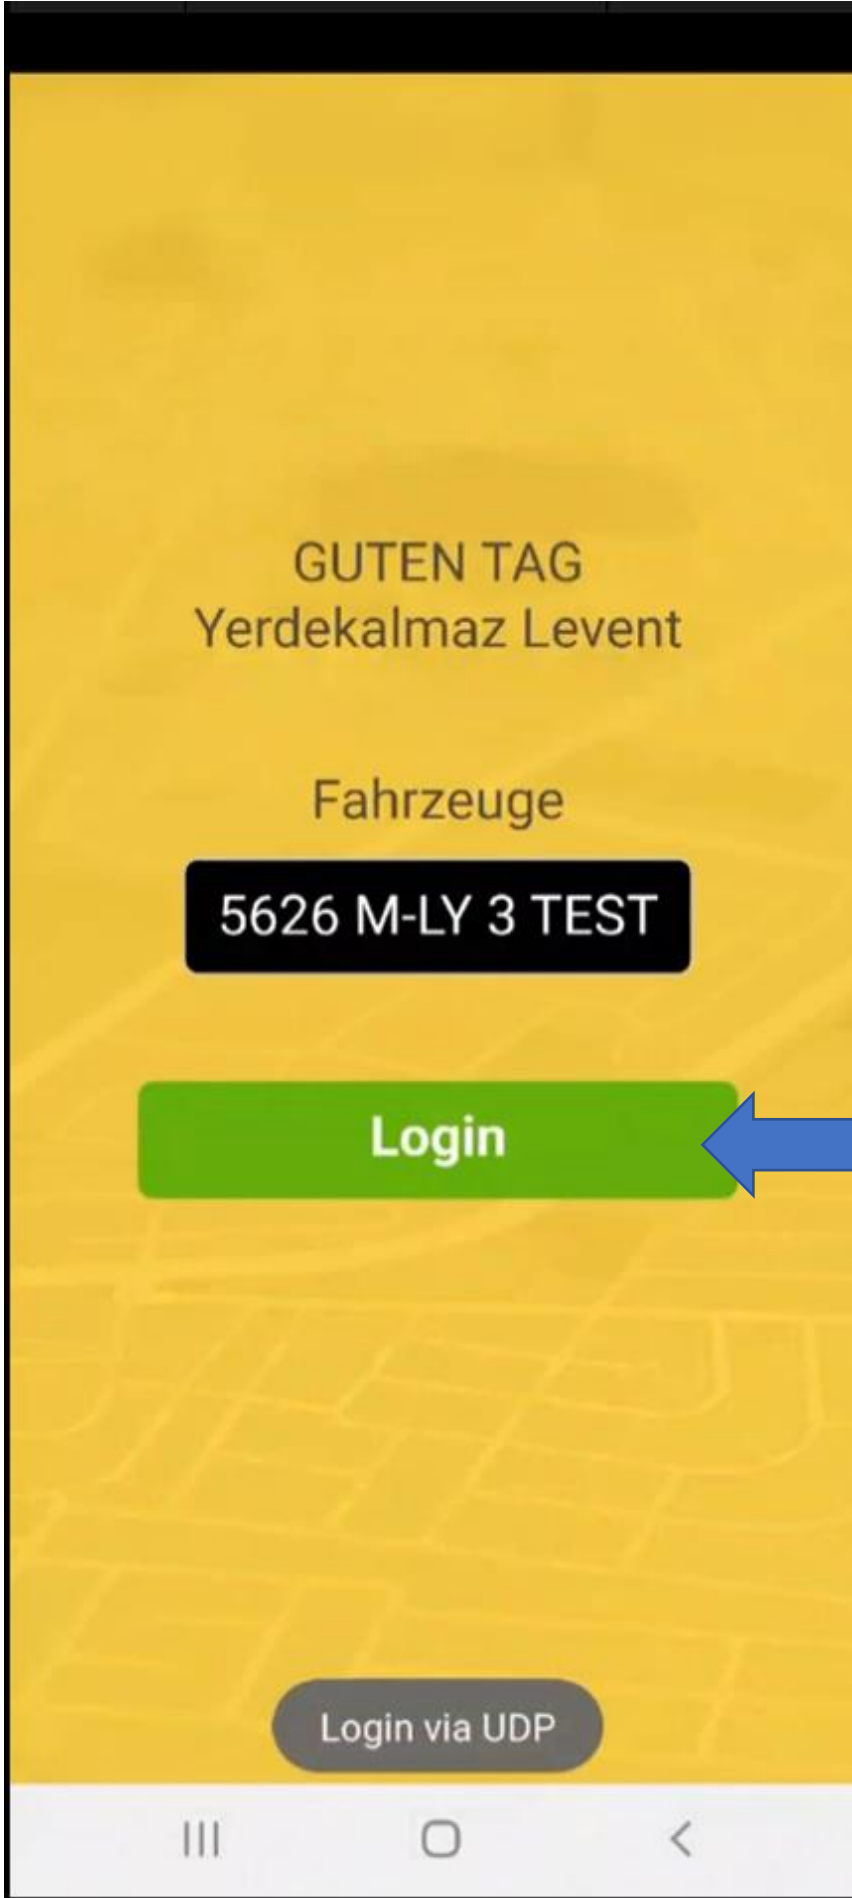 GUTEN TAG
Yerdekalmaz Levent
Fahrzeuge
5626 M-LY 3 TEST
Login
Login via UDP